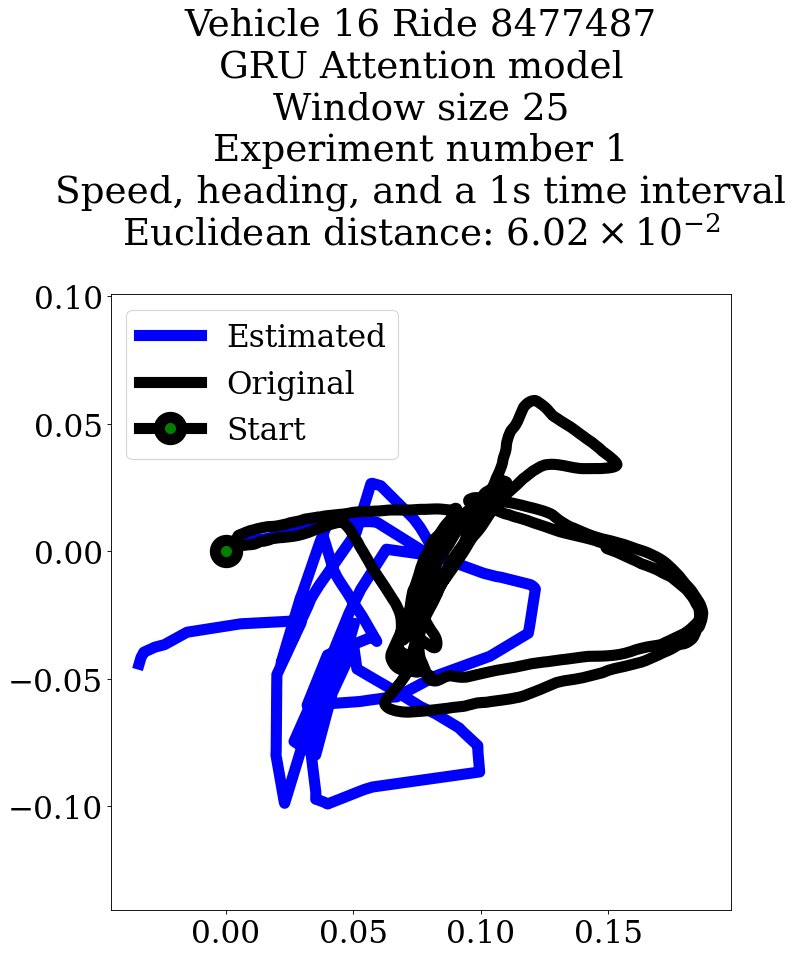 Vehicle 16 Ride 8477487
GRU Attention model
Window size 25
Experiment number 1
Speed, heading, and a 1s time interval
Euclidean distance: 6.02 × 10⁻²
0.10
0.05
0.00
−0.05
−0.10
Estimated
Original
Start
0.00 0.05 0.10 0.15